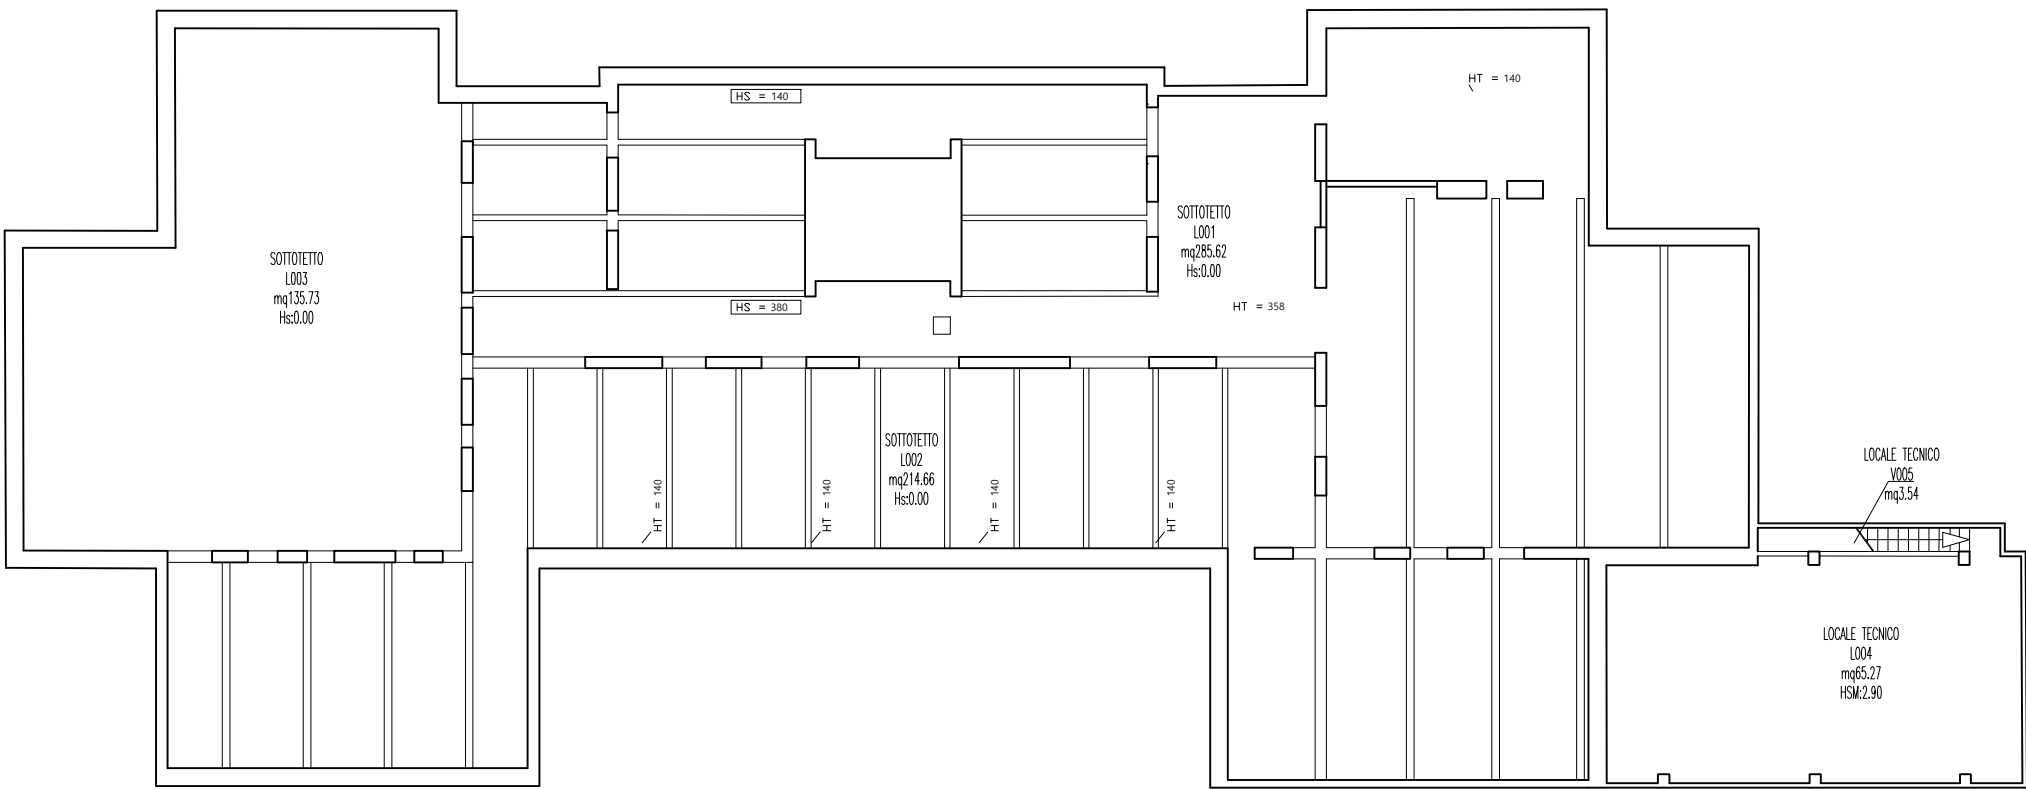 HT = 140
HS = 140
SOTTOTETTO
L001
mq285.62
Hs:0.00
SOTTOTETTO
L003
mq135.73
Hs:0.00
HS = 380
HT = 358
SOTTOTETTO
L002
mq214.66
Hs:0.00
HT = 140
HT = 140
HT = 140
HT = 140
LOCALE TECNICO
V005
mq3.54
LOCALE TECNICO
L004
mq65.27
HSM:2.90